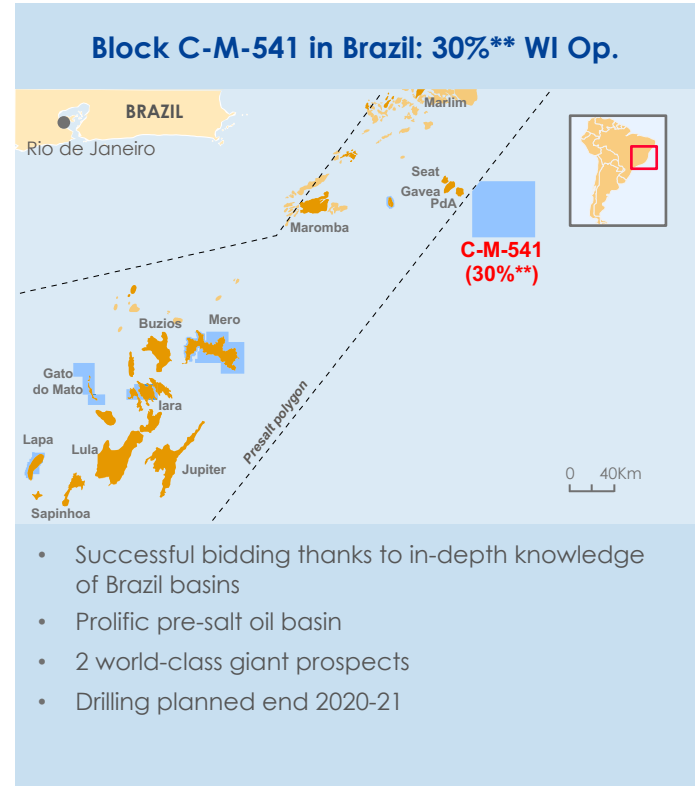 Block C-M-541 in Brazil: 30%** WI Op.
BRAZIL
Rio de Janeiro
Marlim
Seat
Gavea
PdA
Maromba
C-M-541
(30%**)
Buzios
Mero
Gato
do Mato
Iara
Lapa
Lula
Jupiter
Sapinhoa
Presalt polygon
0 40Km
• Successful bidding thanks to in-depth knowledge
of Brazil basins
• Prolific pre-salt oil basin
• 2 world-class giant prospects
• Drilling planned end 2020-21